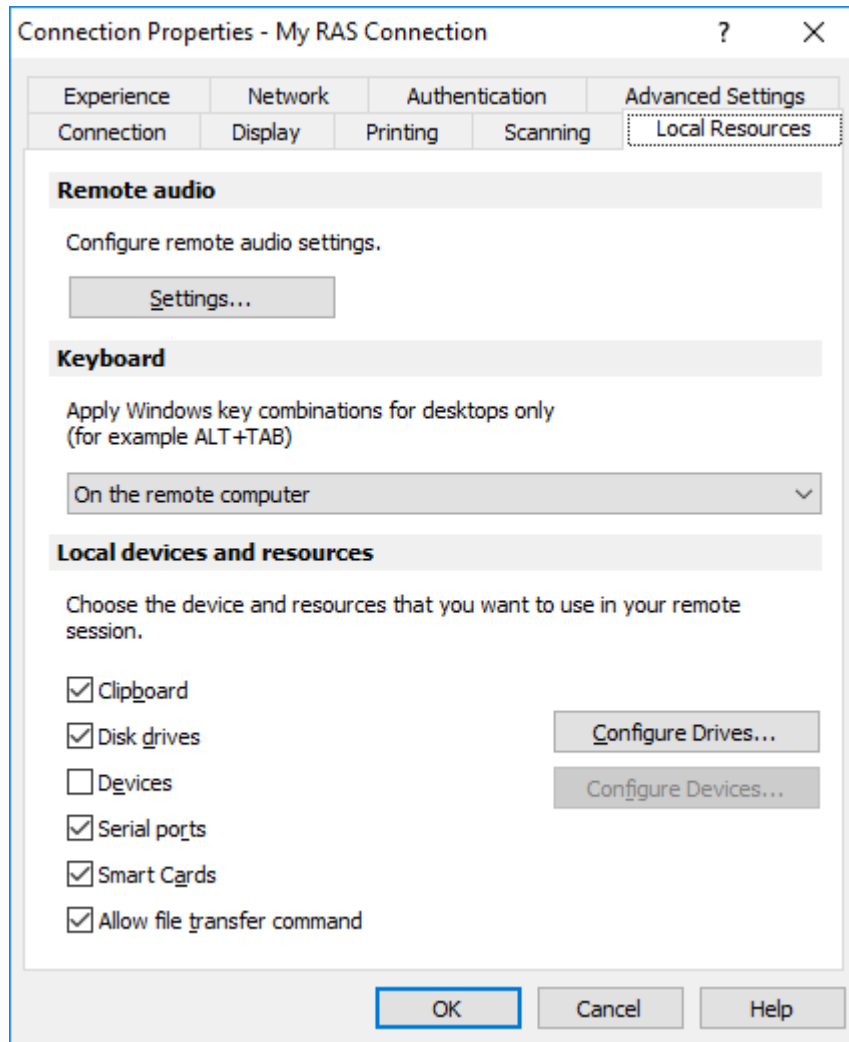 Connection Properties - My RAS Connection
?
Experience Network Authentication Advanced Settings
Connection Display Printing Scanning Local Resources
Remote audio
Configure remote audio settings.
Settings...
Keyboard
Apply Windows key combinations for desktops only
(for example ALT+TAB)
On the remote computer
Local devices and resources
Choose the device and resources that you want to use in your remote
session.
Clipboard
Disk drives Configure Drives...
Devices Configure Devices...
Serial ports
Smart Cards
Allow file transfer command
OK Cancel Help